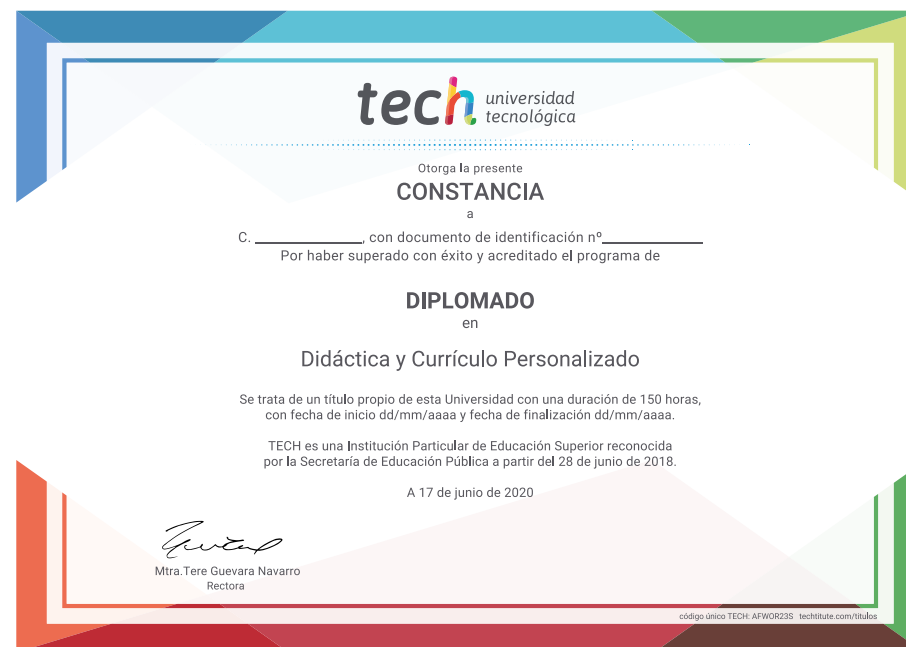 tech universidad
tecnológica
Otorga la presente
CONSTANCIA
a
C. ______________, con documento de identificación nº_____________
Por haber superado con éxito y acreditado el programa de
DIPLOMADO
en
Didáctica y Currículo Personalizado
Se trata de un título propio de esta Universidad con una duración de 150 horas,
con fecha de inicio dd/mm/aaaa y fecha de finalización dd/mm/aaaa.
TECH es una Institución Particular de Educación Superior reconocida
por la Secretaría de Educación Pública a partir del 28 de junio de 2018.
A 17 de junio de 2020
Mtra.Tere Guevara Navarro
Rectora
código único TECH: AFWOR23S techtitute.com/titulos